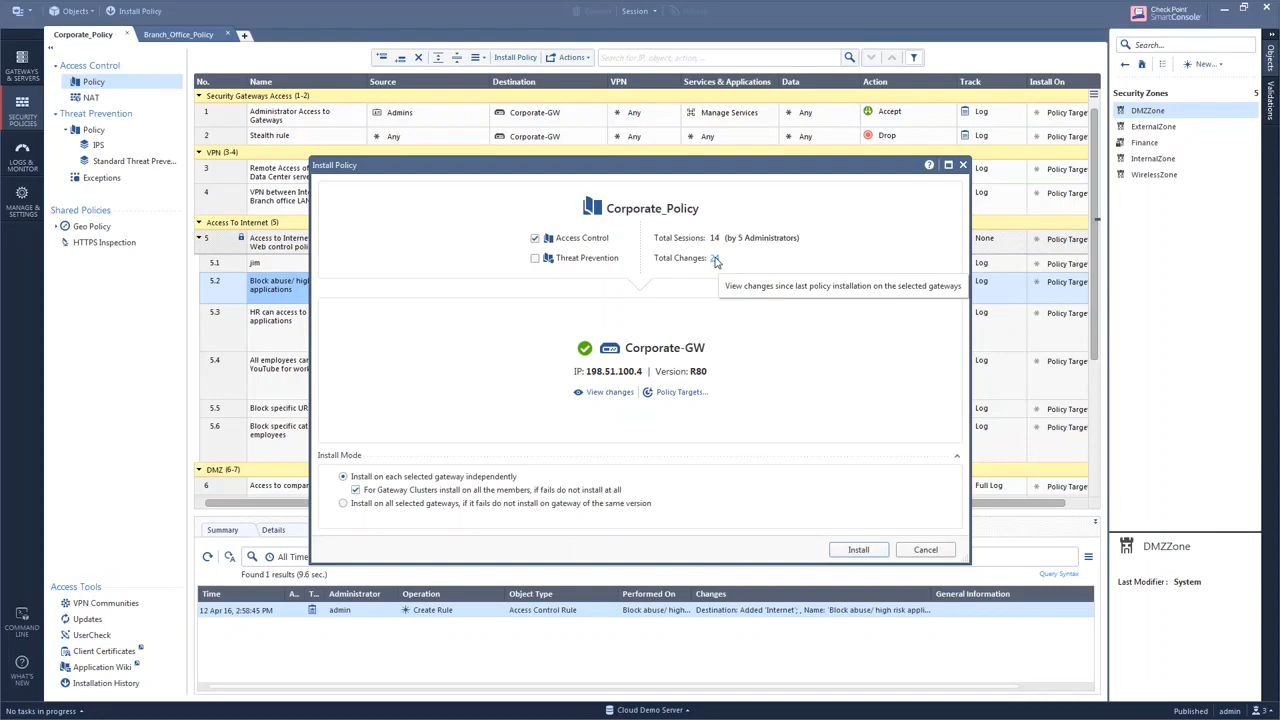 Objects
Install Policy
Session
Check Point
SmartConsole
Corporate_Policy
Branch_Office_Policy
GATEWAYS
& SERVERS
SECURITY
POLICIES
LOGS &
MONITOR
MANAGE &
SETTINGS
COMMAND
LINE
WHAT'S
NEW
Access Control
Policy
NAT
Threat Prevention
Policy
IPS
Standard Threat Preve...
Exceptions
Shared Policies
Geo Policy
HTTPS Inspection
Access Tools
VPN Communities
Updates
UserCheck
Client Certificates
Application Wiki
Installation History
Install Policy
Actions
Search for IP, object, action, ...
No. Name Source Destination VPN Services & Applications Data Action Track Install On
Security Gateways Access (1-2)
1 Administrator Access to Gateways Admins Corporate-GW Any Manage Services Any Accept Log Policy Target
2 Stealth rule Any Corporate-GW Any Any Any Drop Log Policy Target
VPN (3-4)
3 Remote Access
Data Center serve
Log Policy Target
4 VPN between Inte
Branch office LAN
Log Policy Target
Access To Internet (5)
5 Access to Interne
Web control polic
None Policy Target
5.1 jim Log Policy Target
5.2 Block abuse/ high
applications
Log Policy Target
5.3 HR can access to
applications
Log Policy Target
5.4 All employees can
YouTube for work
Log Policy Target
5.5 Block specific UR Log Policy Target
5.6 Block specific cat
employees
Log Policy Target
DMZ (6-7)
6 Access to compan Full Log Policy Target
Install Policy
Corporate_Policy
Access Control
Threat Prevention
Total Sessions: 14 (by 5 Administrators)
Total Changes:
View changes since last policy installation on the selected gateways
Corporate-GW
IP: 198.51.100.4 | Version: R80
View changes
Policy Targets...
Install Mode
Install on each selected gateway independently
For Gateway Clusters install on all the members, if fails do not install at all
Install on all selected gateways, if it fails do not install on gateway of the same version
Install
Cancel
Summary
Details
All Time
Found 1 results (9.6 sec.)
Query Syntax
Time A.. T... Administrator Operation Object Type Performed On Changes General Information
12 Apr 16, 2:58:45 PM admin Create Rule Access Control Rule Block abuse/ high... Destination: Added 'Internet'; , Name: 'Block abuse/ high risk appli...
Search...
New...
Security Zones 5
DMZZone
ExternalZone
Finance
InternalZone
WirelessZone
DMZZone
Last Modifier : System
Objects
Validations
No tasks in progress
Cloud Demo Server
Published
admin
3